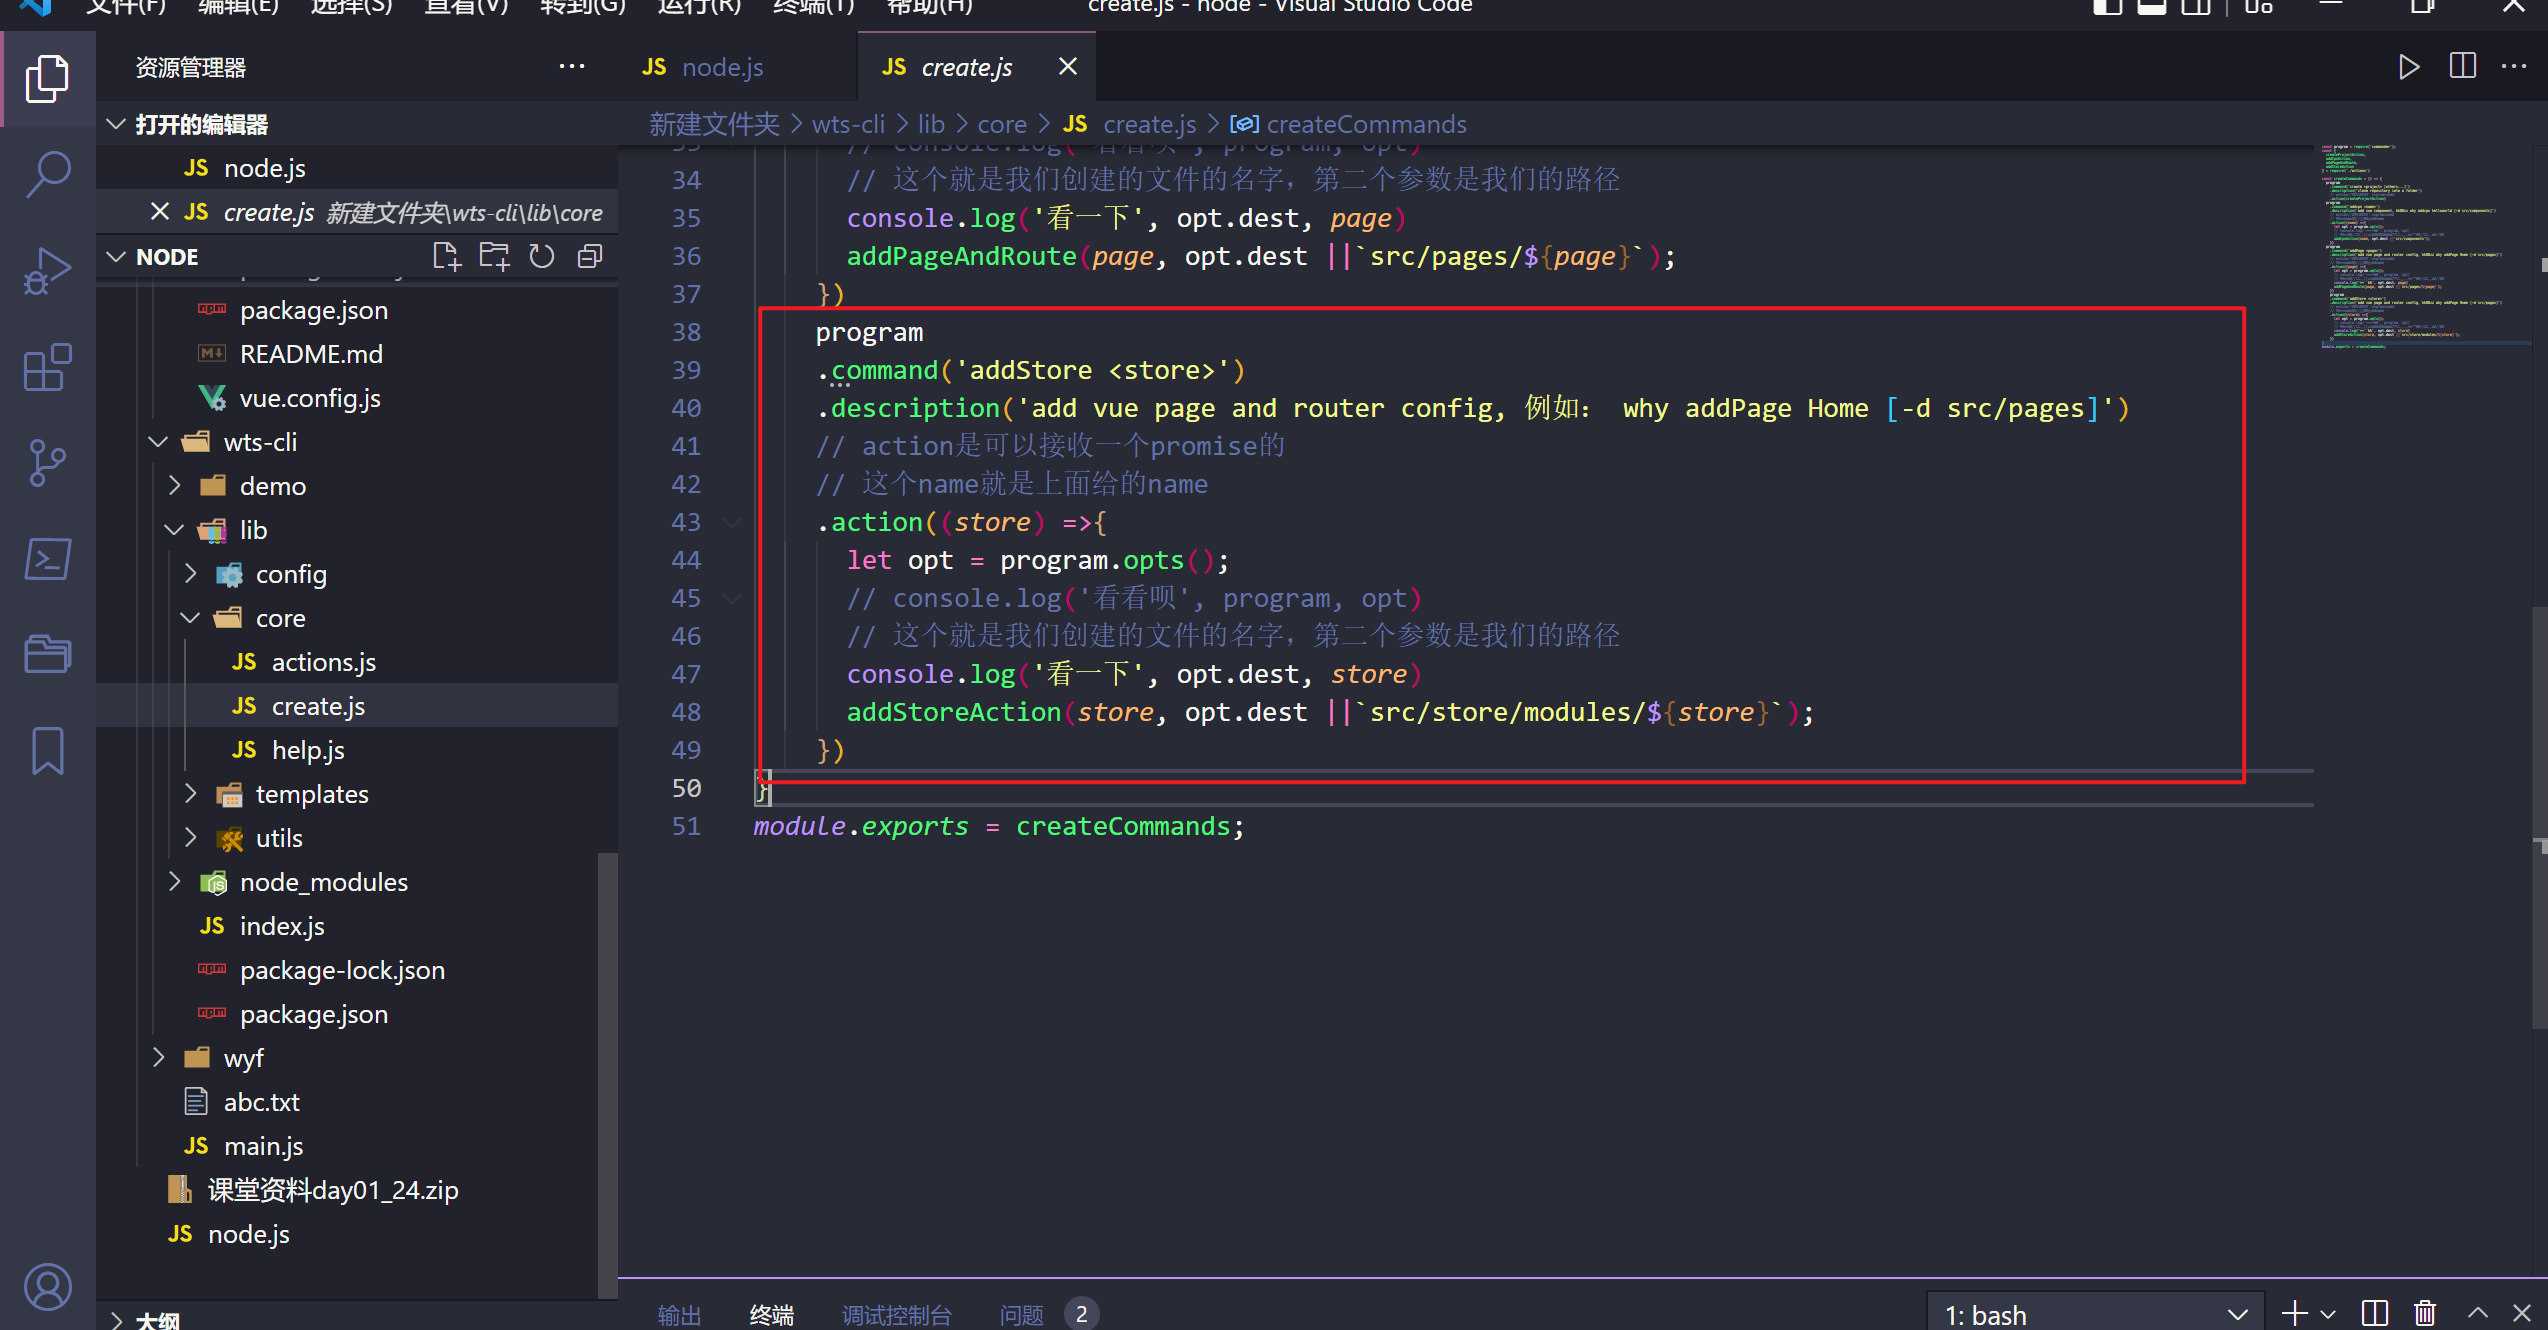 文件(F) 编辑(E) 选择(S) 查看(V) 转到(G) 运行(R) 终端(T) 帮助(H) create.js - node - Visual Studio Code
资源管理器
JS node.js
JS create.js
打开的编辑器
JS node.js
JS create.js 新建文件夹\wts-cli\lib\core
NODE
package.json
README.md
vue.config.js
wts-cli
demo
lib
config
core
JS actions.js
JS create.js
JS help.js
templates
utils
node_modules
JS index.js
package-lock.json
package.json
wyf
abc.txt
JS main.js
课堂资料day01_24.zip
JS node.js
大纲
新建文件夹 > wts-cli > lib > core > JS create.js > createCommands
33 // console.log('看看呗', program, opt)
34 // 这个就是我们创建的文件的名字，第二个参数是我们的路径
35 console.log('看一下', opt.dest, page)
36 addPageAndRoute(page, opt.dest ||`src/pages/${page}`);
37 })
38 program
39 .command('addStore <store>')
40 .description('add vue page and router config, 例如： why addPage Home [-d src/pages]')
41 // action是可以接收一个promise的
42 // 这个name就是上面给的name
43 .action((store) =>{
44 let opt = program.opts();
45 // console.log('看看呗', program, opt)
46 // 这个就是我们创建的文件的名字，第二个参数是我们的路径
47 console.log('看一下', opt.dest, store)
48 addStoreAction(store, opt.dest ||`src/store/modules/${store}`);
49 })
50 }
51 module.exports = createCommands;
输出 终端 调试控制台 问题 2
1: bash